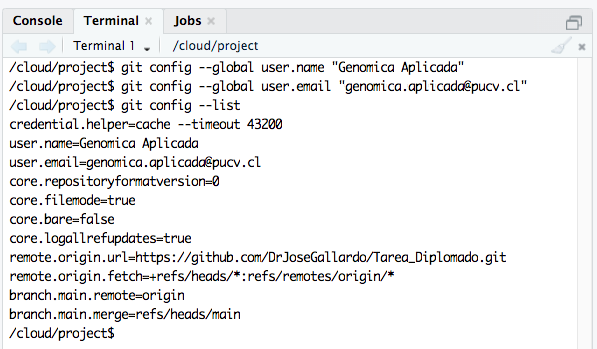 Console Terminal Jobs
Terminal 1 /cloud/project
/cloud/project$ git config --global user.name "Genomica Aplicada"
/cloud/project$ git config --global user.email "genomica.aplicada@pucv.cl"
/cloud/project$ git config --list
credential.helper=cache --timeout 43200
user.name=Genomica Aplicada
user.email=genomica.aplicada@pucv.cl
core.repositoryformatversion=0
core.filemode=true
core.bare=false
core.logallrefupdates=true
remote.origin.url=https://github.com/DrJoseGallardo/Tarea_Diplomado.git
remote.origin.fetch=+refs/heads/*:refs/remotes/origin/*
branch.main.remote=origin
branch.main.merge=refs/heads/main
/cloud/project$